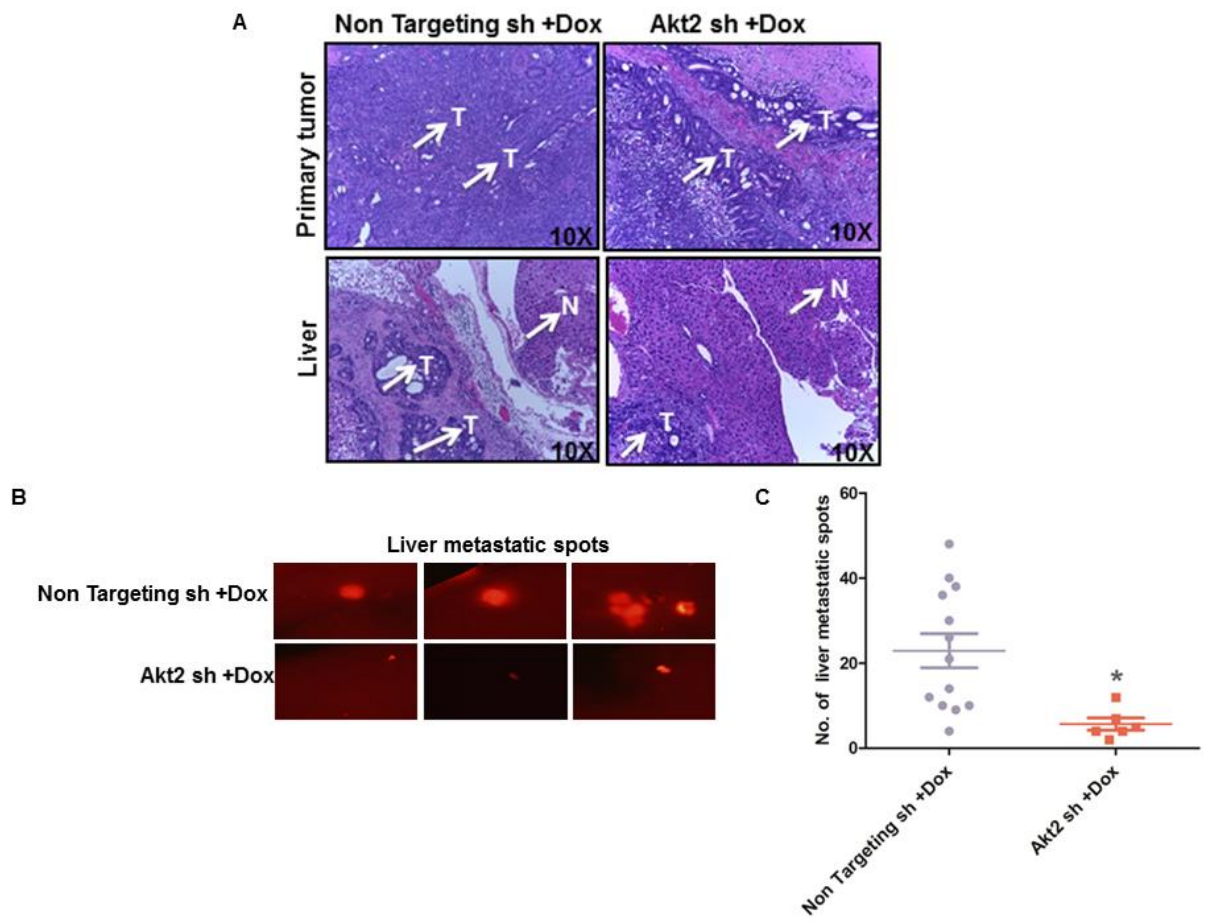 A
Non Targeting sh +Dox
Akt2 sh +Dox
Primary tumor
T
T
10X
T
T
10X
Liver
N
T
T
10X
N
T
10X
B
Liver metastatic spots
Non Targeting sh +Dox
Akt2 sh +Dox
C
No. of liver metastatic spots
60
40
20
0
*
Non Targeting sh +Dox
Akt2 sh +Dox